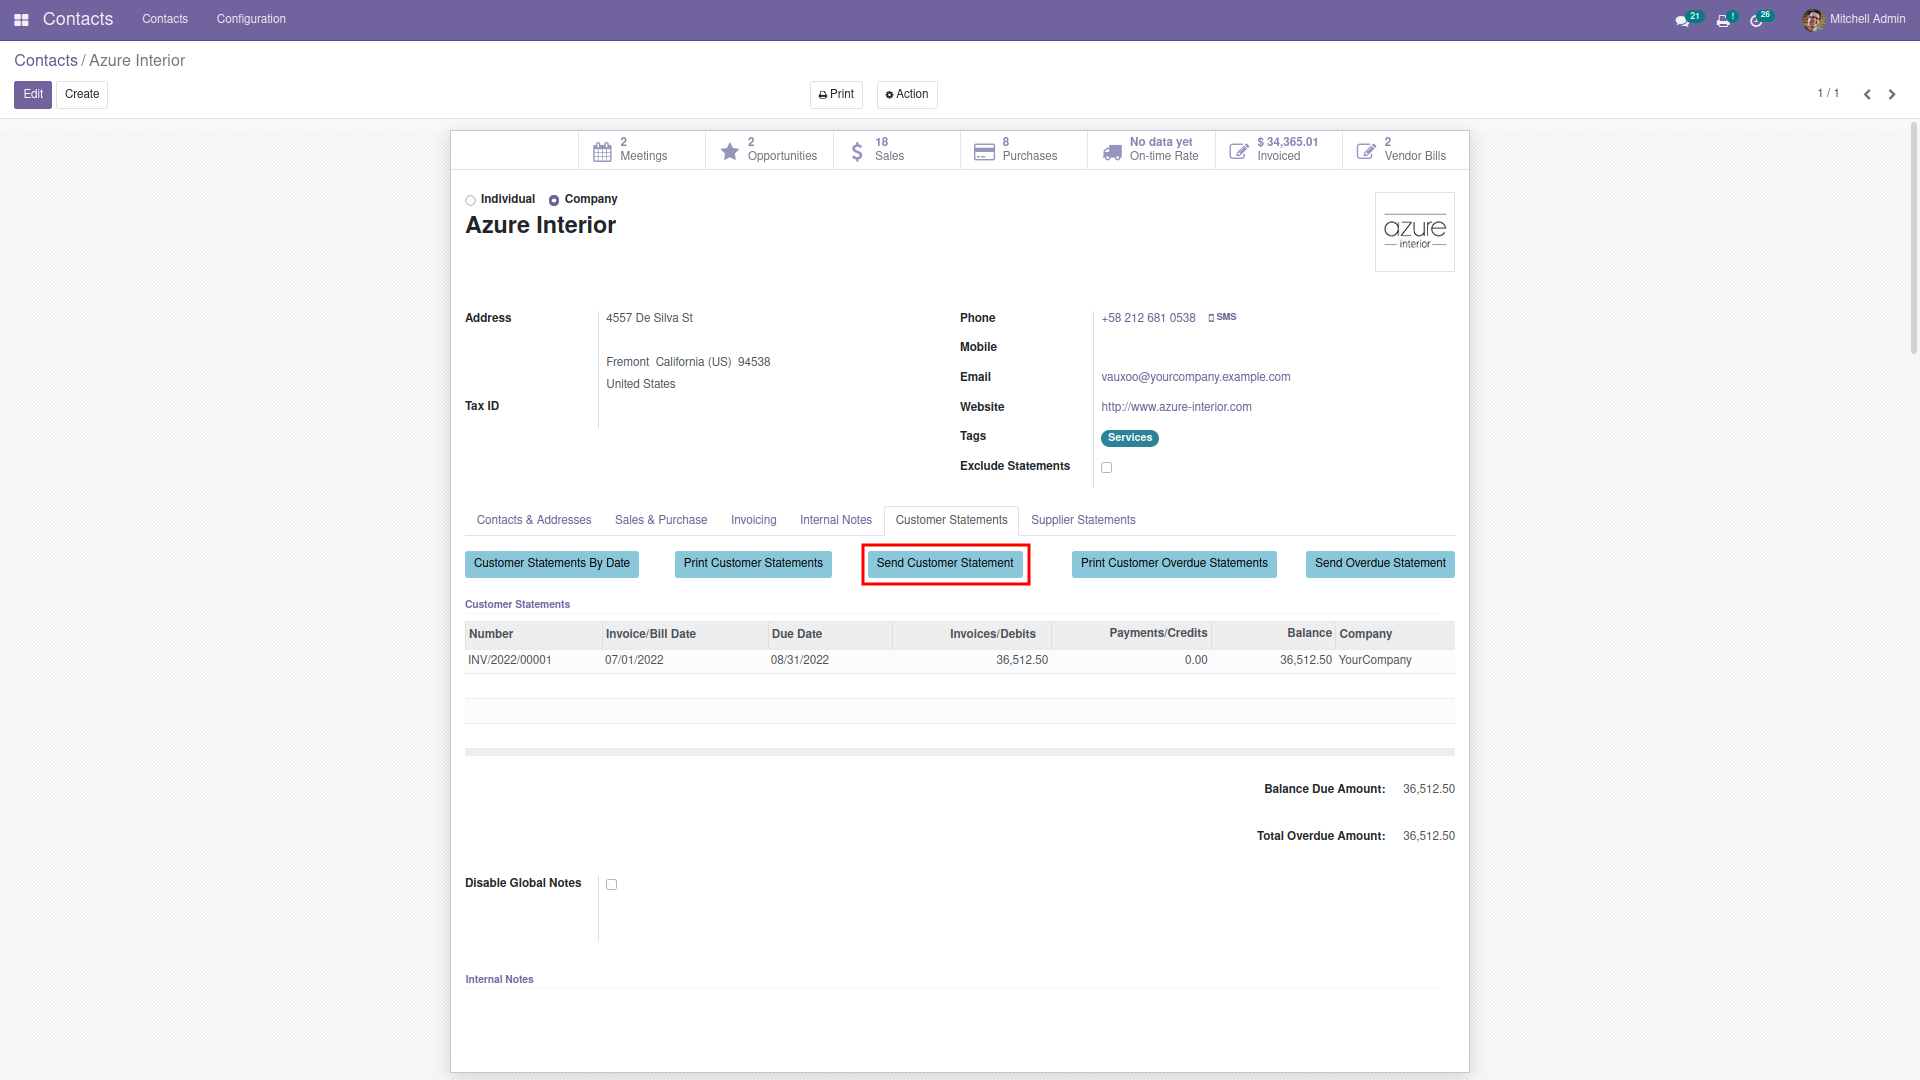 Contacts Contacts Configuration 21 ! 26 Mitchell Admin
Contacts / Azure Interior
Edit Create Print Action 1 / 1
2 Meetings
2 Opportunities
18 Sales
8 Purchases
No data yet On-time Rate
$ 34,365.01 Invoiced
2 Vendor Bills
Individual Company
Azure Interior
azure
interior
Address 4557 De Silva St
Fremont California (US) 94538
United States
Tax ID
Phone +58 212 681 0538 SMS
Mobile
Email vauxoo@yourcompany.example.com
Website http://www.azure-interior.com
Tags Services
Exclude Statements
Contacts & Addresses Sales & Purchase Invoicing Internal Notes Customer Statements Supplier Statements
Customer Statements By Date Print Customer Statements Send Customer Statement Print Customer Overdue Statements Send Overdue Statement
Customer Statements
Number Invoice/Bill Date Due Date Invoices/Debits Payments/Credits Balance Company
INV/2022/00001 07/01/2022 08/31/2022 36,512.50 0.00 36,512.50 YourCompany
Balance Due Amount: 36,512.50
Total Overdue Amount: 36,512.50
Disable Global Notes
Internal Notes